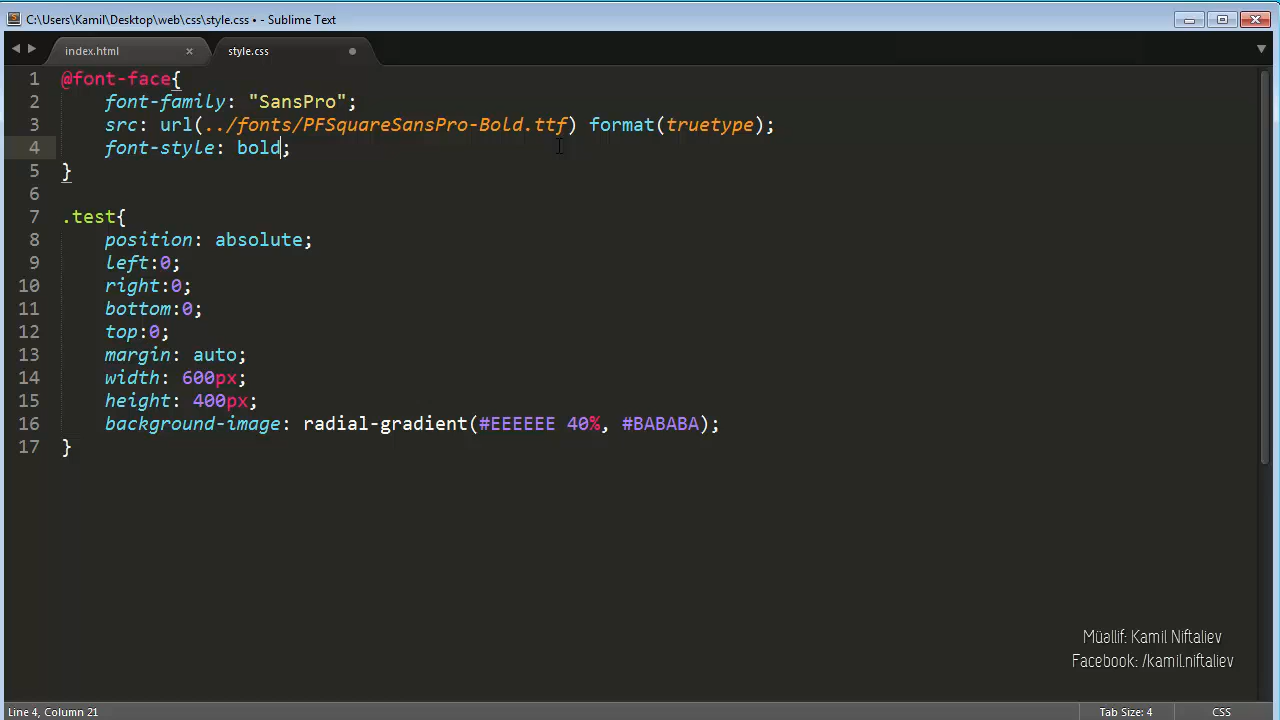 C:\Users\Kamil\Desktop\web\css\style.css • - Sublime Text
index.html × style.css
1 @font-face{
2 font-family: "SansPro";
3 src: url(../fonts/PFSquareSansPro-Bold.ttf) format(truetype);
4 font-style: bold;
5 }
6
7 .test{
8 position: absolute;
9 left:0;
10 right:0;
11 bottom:0;
12 top:0;
13 margin: auto;
14 width: 600px;
15 height: 400px;
16 background-image: radial-gradient(#EEEEEE 40%, #BABABA);
17 }
Müəllif: Kamil Niftaliev
Facebook: /kamil.niftaliev
Line 4, Column 21 Tab Size: 4 CSS